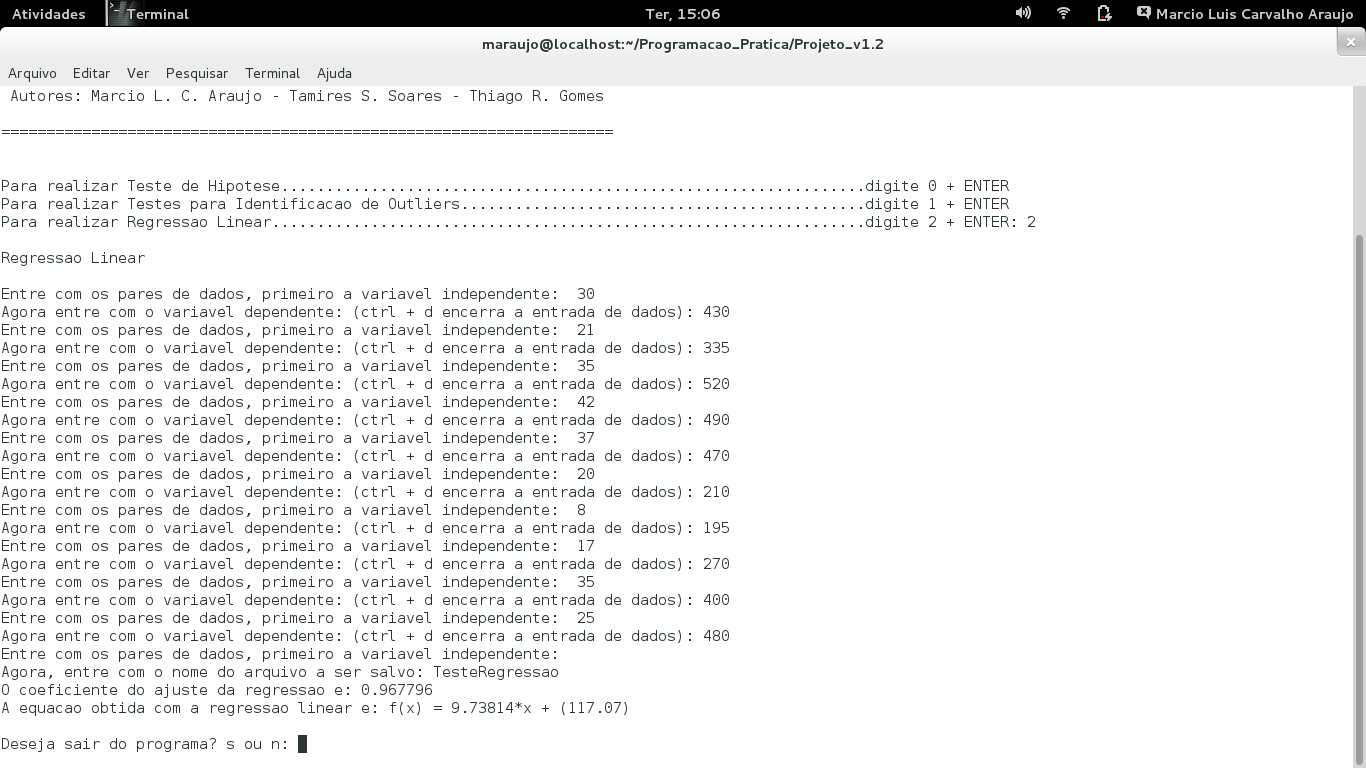 Atividades Terminal Ter, 15:06 Marcio Luis Carvalho Araujo
maraujo@localhost:~/Programacao_Pratica/Projeto_v1.2
Arquivo Editar Ver Pesquisar Terminal Ajuda
Autores: Marcio L. C. Araujo - Tamires S. Soares - Thiago R. Gomes
====================================================================
Para realizar Teste de Hipotese.................................................................digite 0 + ENTER
Para realizar Testes para Identificacao de Outliers.............................................digite 1 + ENTER
Para realizar Regressao Linear..................................................................digite 2 + ENTER: 2
Regressao Linear
Entre com os pares de dados, primeiro a variavel independente:  30
Agora entre com o variavel dependente: (ctrl + d encerra a entrada de dados): 430
Entre com os pares de dados, primeiro a variavel independente:  21
Agora entre com o variavel dependente: (ctrl + d encerra a entrada de dados): 335
Entre com os pares de dados, primeiro a variavel independente:  35
Agora entre com o variavel dependente: (ctrl + d encerra a entrada de dados): 520
Entre com os pares de dados, primeiro a variavel independente:  42
Agora entre com o variavel dependente: (ctrl + d encerra a entrada de dados): 490
Entre com os pares de dados, primeiro a variavel independente:  37
Agora entre com o variavel dependente: (ctrl + d encerra a entrada de dados): 470
Entre com os pares de dados, primeiro a variavel independente:  20
Agora entre com o variavel dependente: (ctrl + d encerra a entrada de dados): 210
Entre com os pares de dados, primeiro a variavel independente:  8
Agora entre com o variavel dependente: (ctrl + d encerra a entrada de dados): 195
Entre com os pares de dados, primeiro a variavel independente:  17
Agora entre com o variavel dependente: (ctrl + d encerra a entrada de dados): 270
Entre com os pares de dados, primeiro a variavel independente:  35
Agora entre com o variavel dependente: (ctrl + d encerra a entrada de dados): 400
Entre com os pares de dados, primeiro a variavel independente:  25
Agora entre com o variavel dependente: (ctrl + d encerra a entrada de dados): 480
Entre com os pares de dados, primeiro a variavel independente:
Agora, entre com o nome do arquivo a ser salvo: TesteRegressao
O coeficiente do ajuste da regressao e: 0.967796
A equacao obtida com a regressao linear e: f(x) = 9.73814*x + (117.07)
Deseja sair do programa? s ou n: